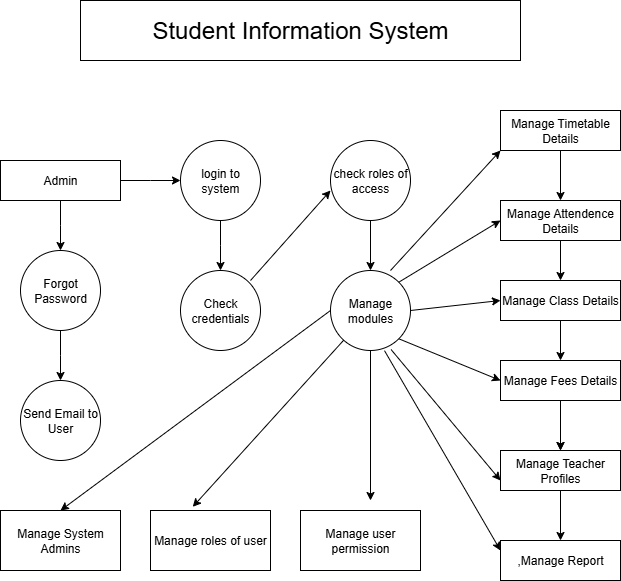 Student Information System
Manage Timetable
Details
Admin
login to
system
check roles of
access
Manage Attendence
Details
Forgot
Password
Check
credentials
Manage
modules
Manage Class Details
Manage Fees Details
Send Email to
User
Manage Teacher
Profiles
Manage System
Admins
Manage roles of user
Manage user
permission
,Manage Report